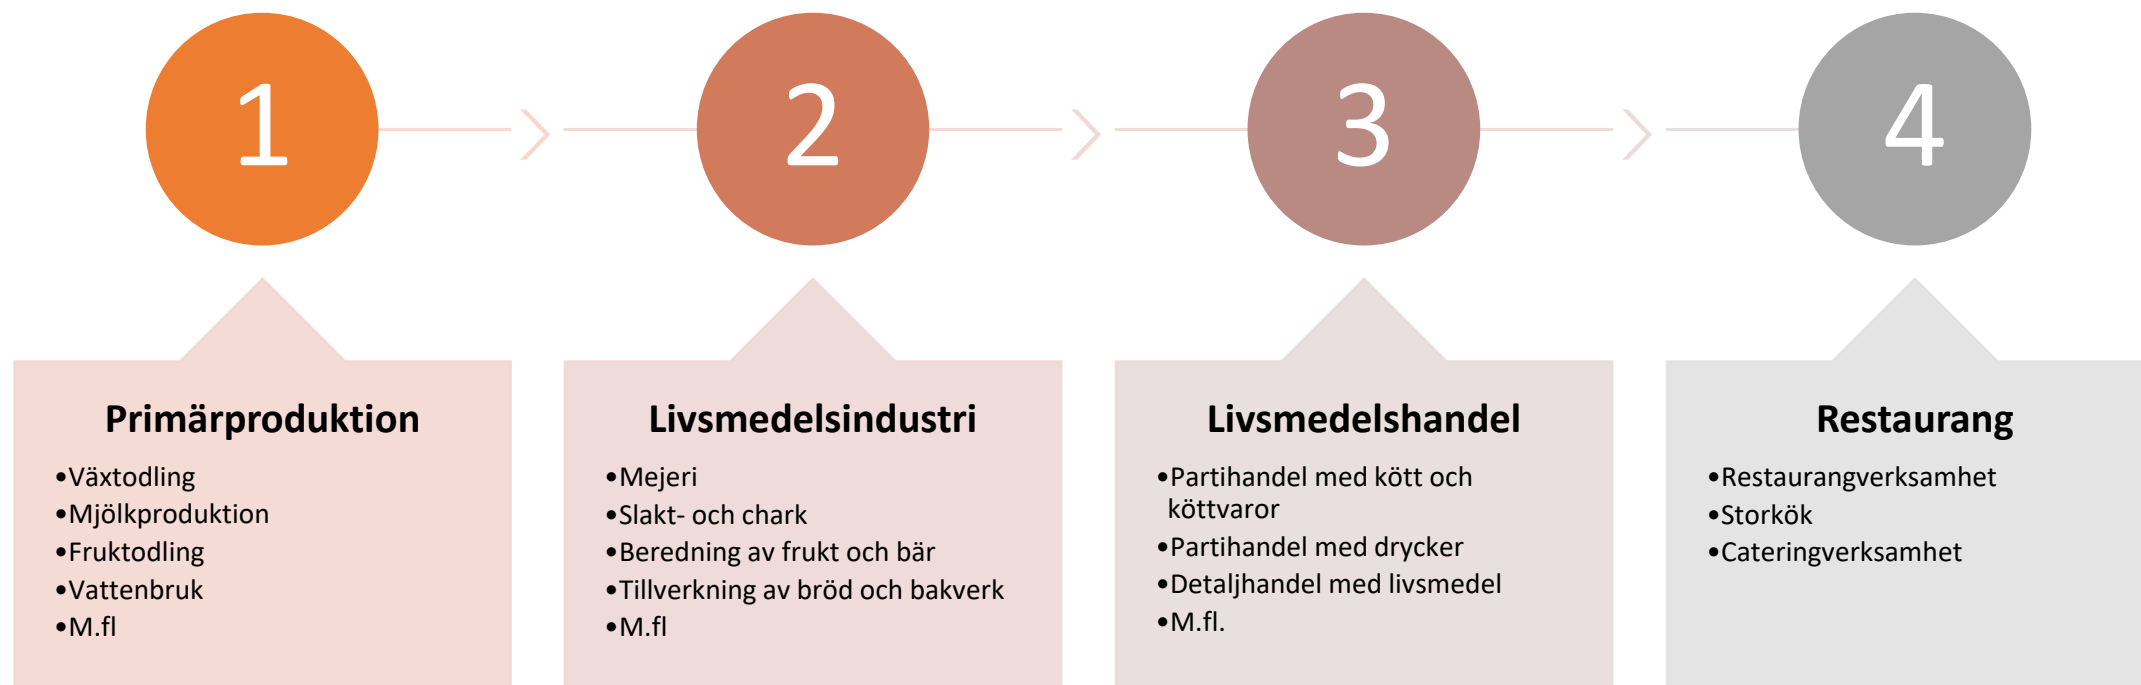 1
2
3
4
Primärproduktion
•Växtodling
•Mjölkproduktion
•Fruktodling
•Vattenbruk
•M.fl
Livsmedelsindustri
•Mejeri
•Slakt- och chark
•Beredning av frukt och bär
•Tillverkning av bröd och bakverk
•M.fl
Livsmedelshandel
•Partihandel med kött och
köttvaror
•Partihandel med drycker
•Detaljhandel med livsmedel
•M.fl.
Restaurang
•Restaurangverksamhet
•Storkök
•Cateringverksamhet